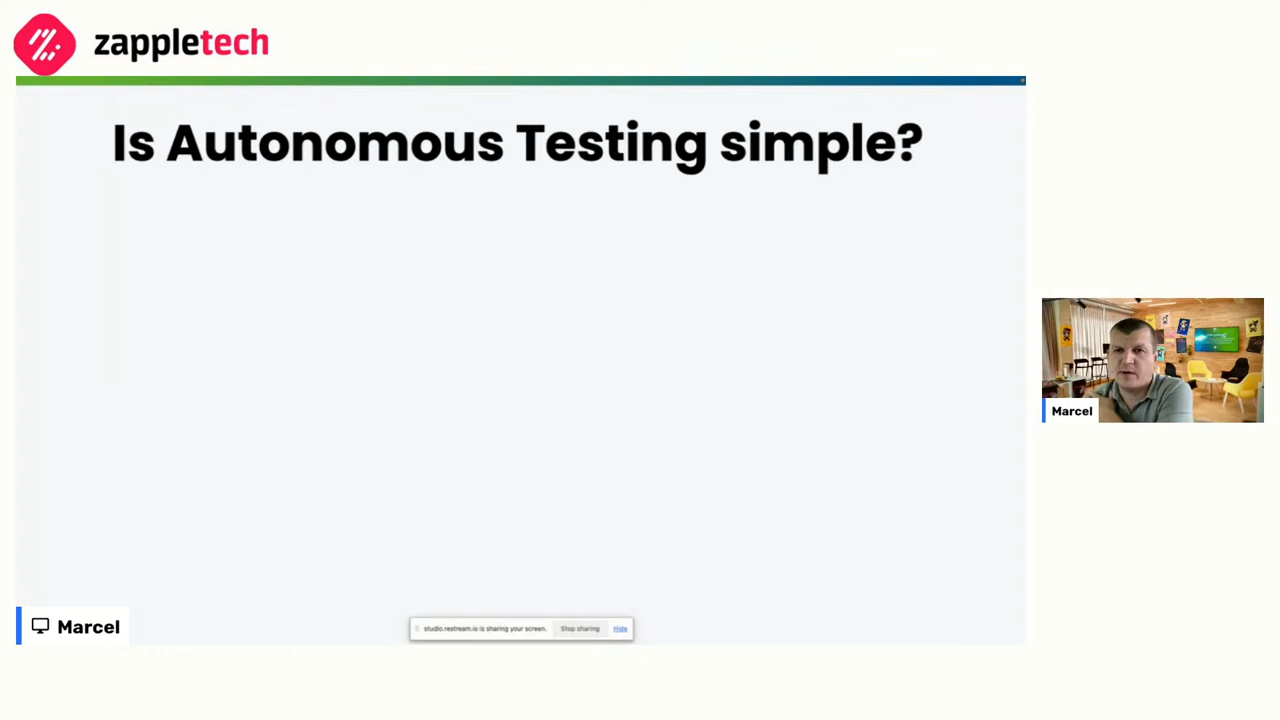 zappletech
Is Autonomous Testing simple?
Marcel
Marcel
studio.restream.io is sharing your screen. Stop sharing Hide